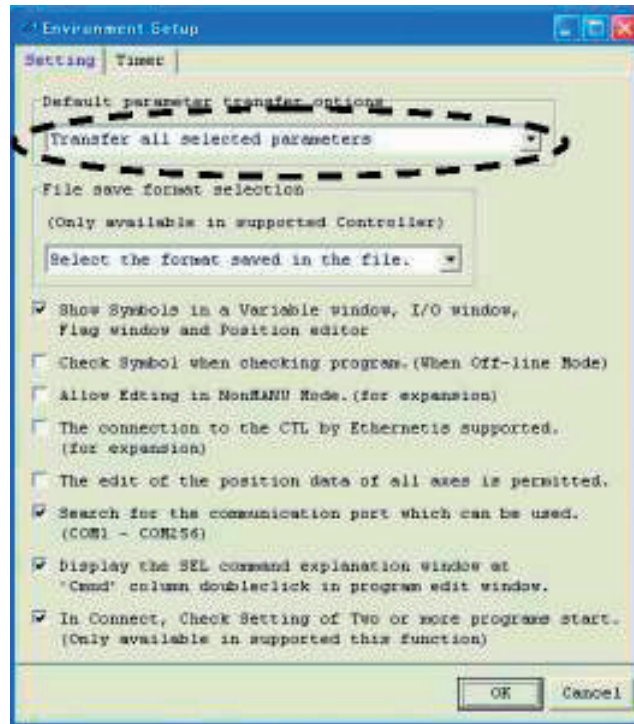 Environment Setup
Setting Timer
Default parameter transfer options
Transfer all selected parameters
File save format selection
(Only available in supported Controller)
Select the format saved in the file.
Show Symbols in a Variable window, I/O window,
Flag window and Position editor
Check Symbol when checking program.(When Off-line Mode)
Allow Edting in NonMANU Mode.(for expansion)
The connection to the CTL by Ethernetis supported.
(for expansion)
The edit of the position data of all axes is permitted.
Search for the communication port which can be used.
(COM1 - COM256)
Display the SEL command explanation window at
'Cmnd' column doubleclick in program edit window.
In Connect, Check Setting of Two or more programs start.
(Only available in supported this function)
OK Cancel